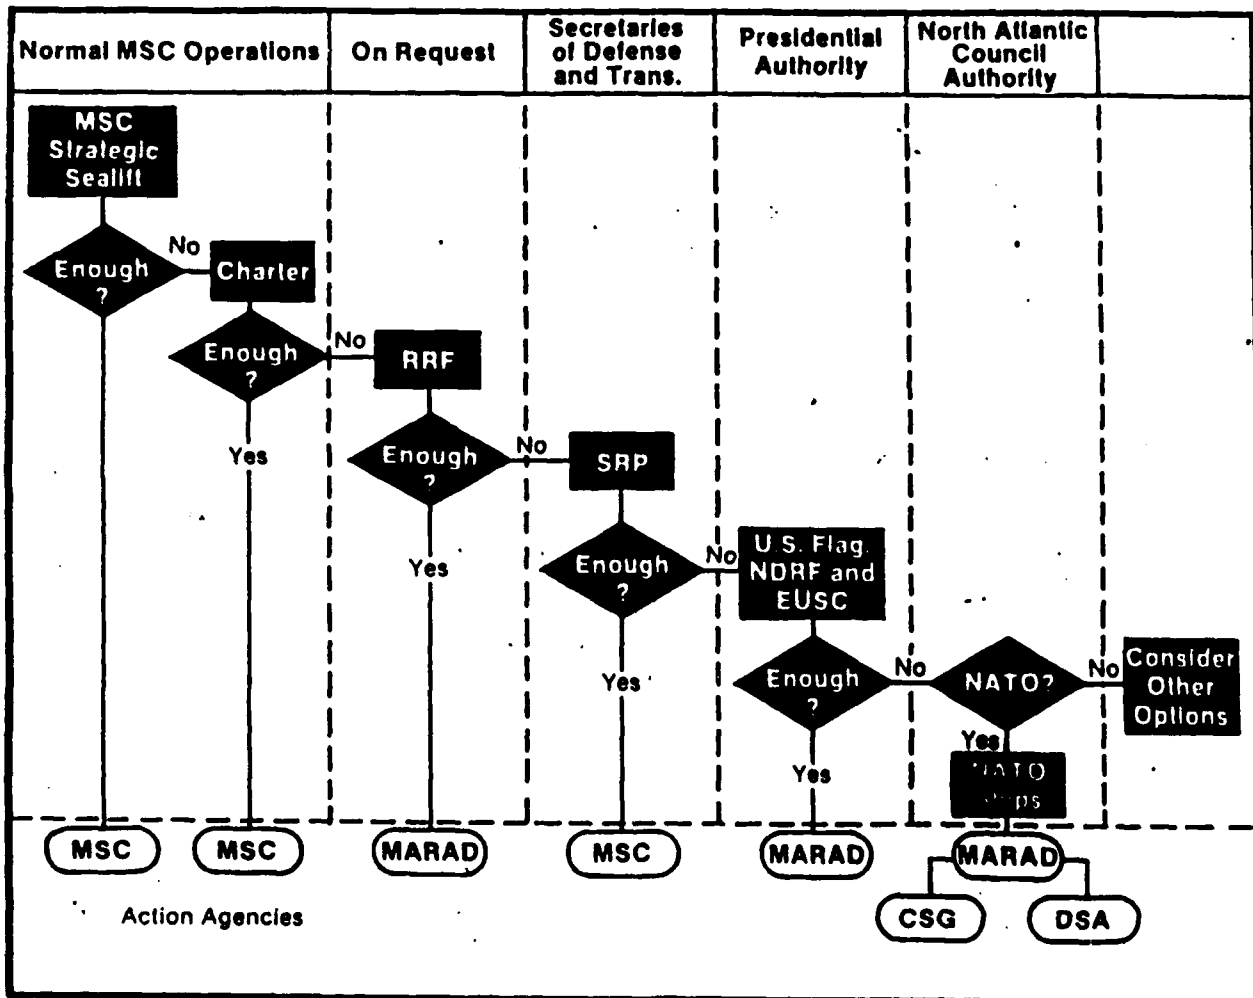 Normal MSC Operations
On Request
Secretaries
of Defense
and Trans.
Presidential
Authority
North Atlantic
Council
Authority
MSC
Strategic
Sealift
Enough
?
No
Charter
Enough
?
Yes
No
RRF
Enough
?
Yes
No
SRP
Enough
?
Yes
No
U.S. Flag,
NDRF and
EUSC
Enough
?
Yes
No
NATO?
Yes
NATO
No
Consider
Other
Options
MSC
MSC
MARAD
MSC
MARAD
MARAD
CSG
DSA
Action Agencies